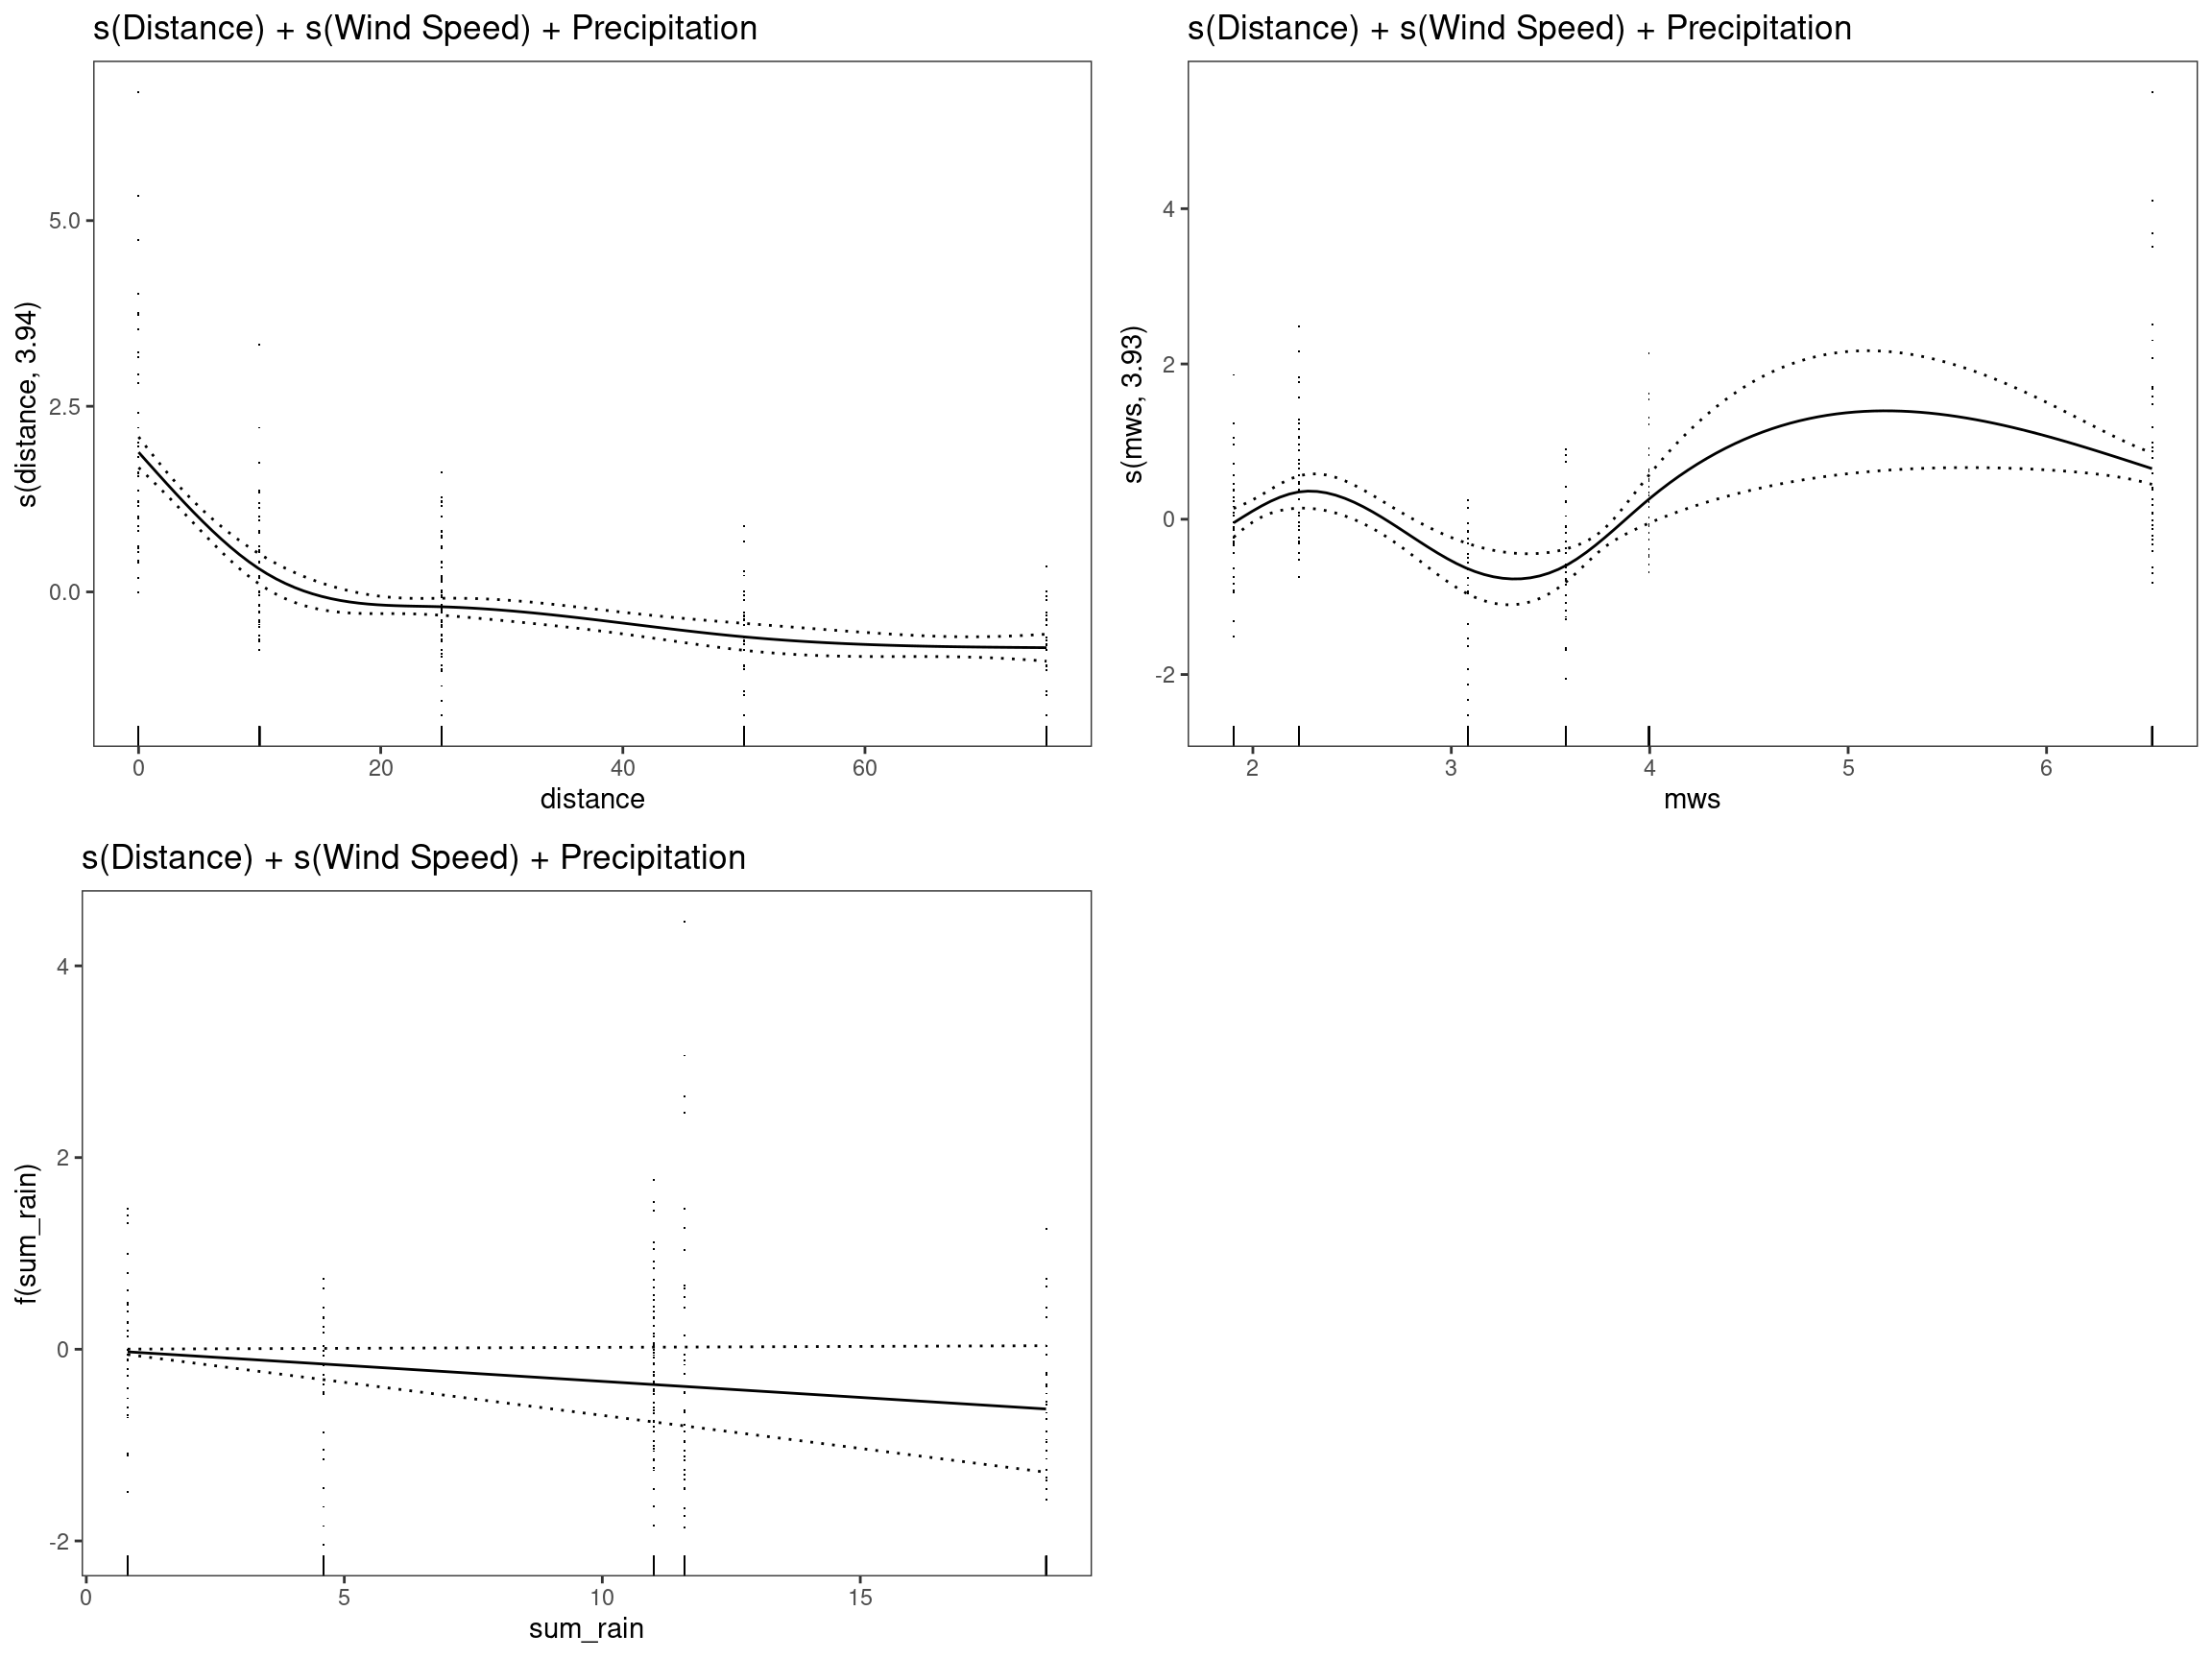 s(Distance) + s(Wind Speed) + Precipitation
s(distance, 3.94)
5.0
2.5
0.0
0 20 40 60
distance
s(Distance) + s(Wind Speed) + Precipitation
s(mws, 3.93)
4
2
0
-2
2 3 4 5 6
mws
s(Distance) + s(Wind Speed) + Precipitation
f(sum_rain)
4
2
0
-2
0 5 10 15
sum_rain